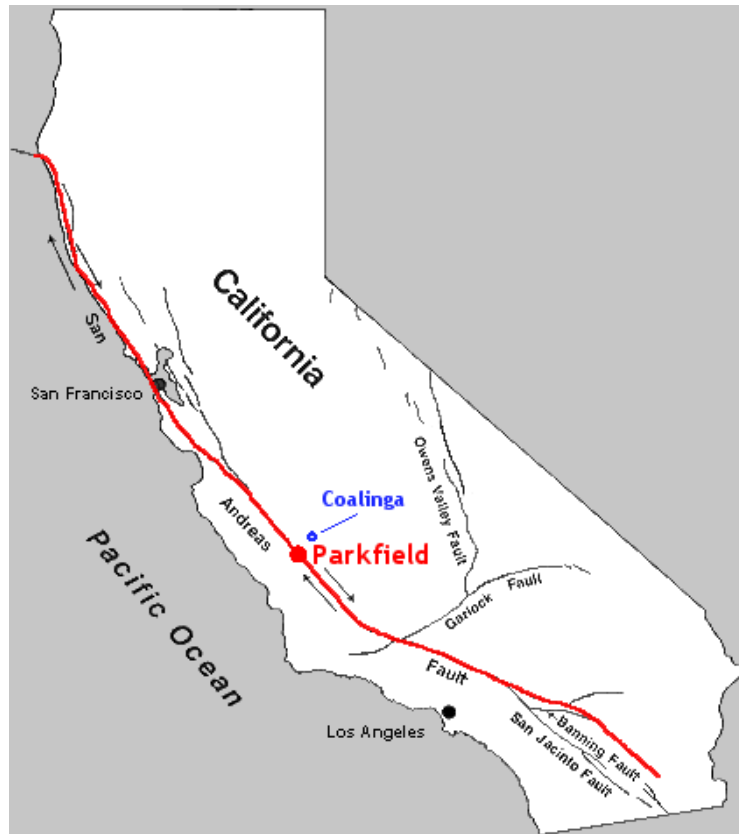 California
San
San Francisco
Owens Valley Fault
Coalinga
Andreas
Parkfield
Pacific Ocean
Garlock Fault
Fault
Los Angeles
Banning Fault
San Jacinto Fault